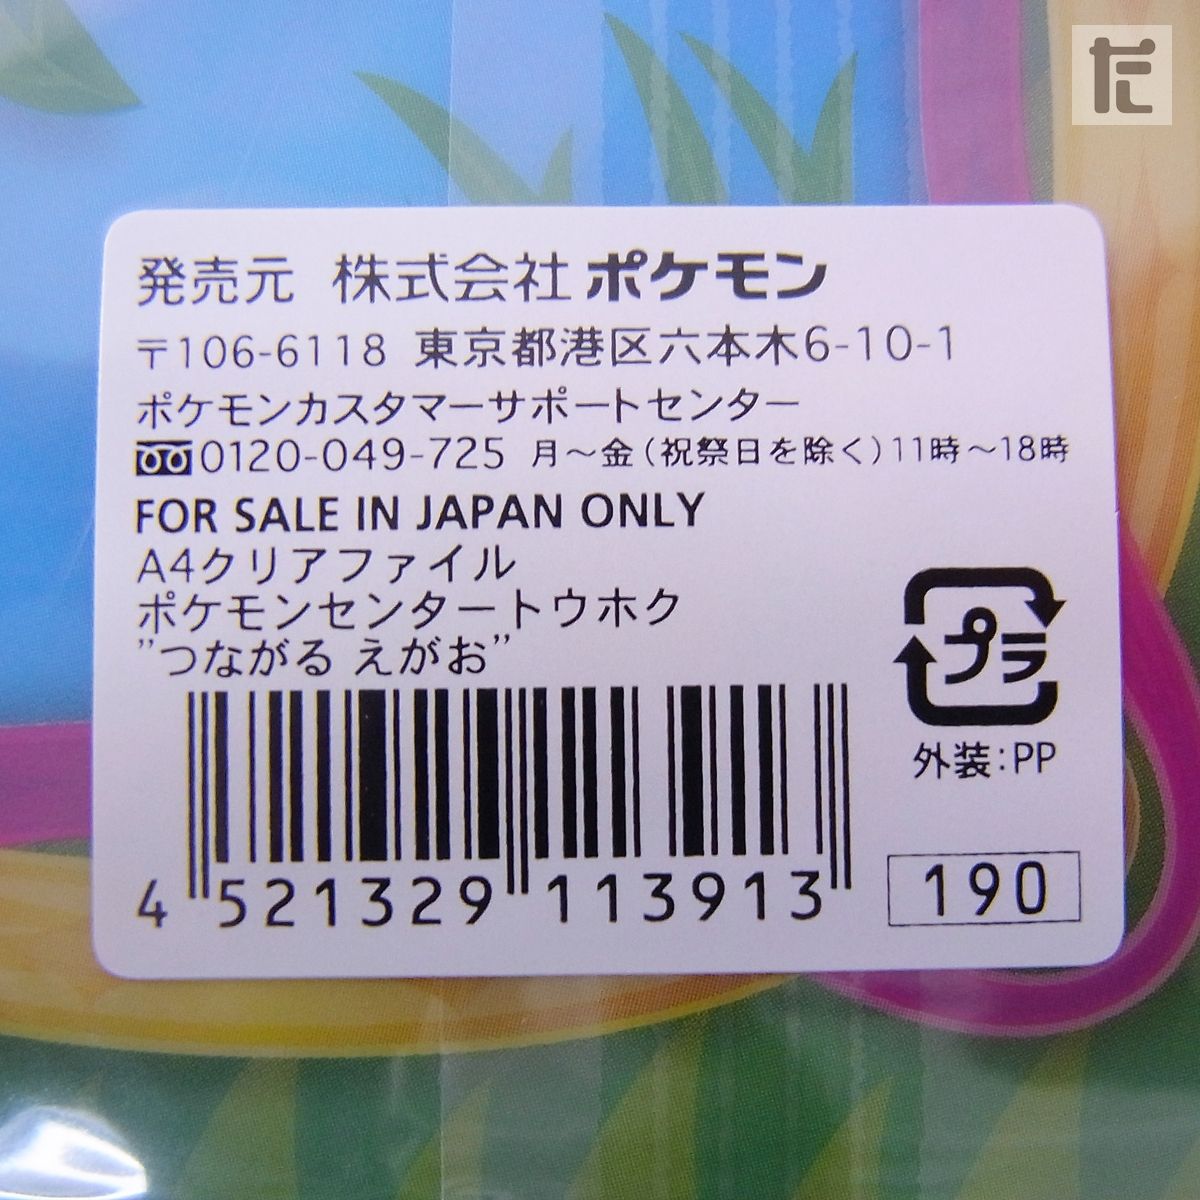 発売元 株式会社ポケモン
〒106-6118 東京都港区六本木6-10-1
ポケモンカスタマーサポートセンター
0120-049-725 月～金(祝祭日を除く)11時～18時
FOR SALE IN JAPAN ONLY
A4クリアファイル
ポケモンセンタートウホク
"つながる えがお"
プラ
外装:PP
4 521329 113913
190